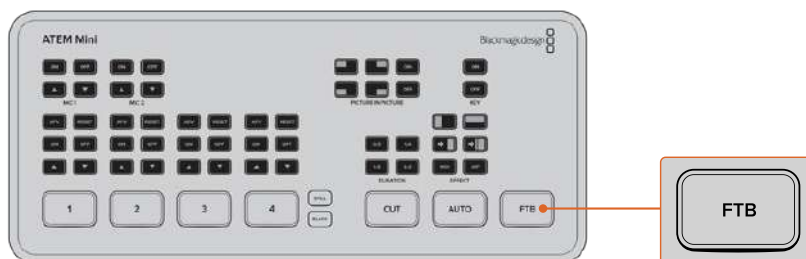 ATEM Mini
Blackmagicdesign
ON OFF ON OFF ON ON
OFF OFF
MIC 1 MIC 2 PICTURE IN PICTURE KEY
AFV RESET AFV RESET AFV RESET AFV RESET
ON OFF ON OFF ON OFF ON OFF
DURATION EFFECT
STILL
1 2 3 4 CUT AUTO FTB
BLACK
FTB